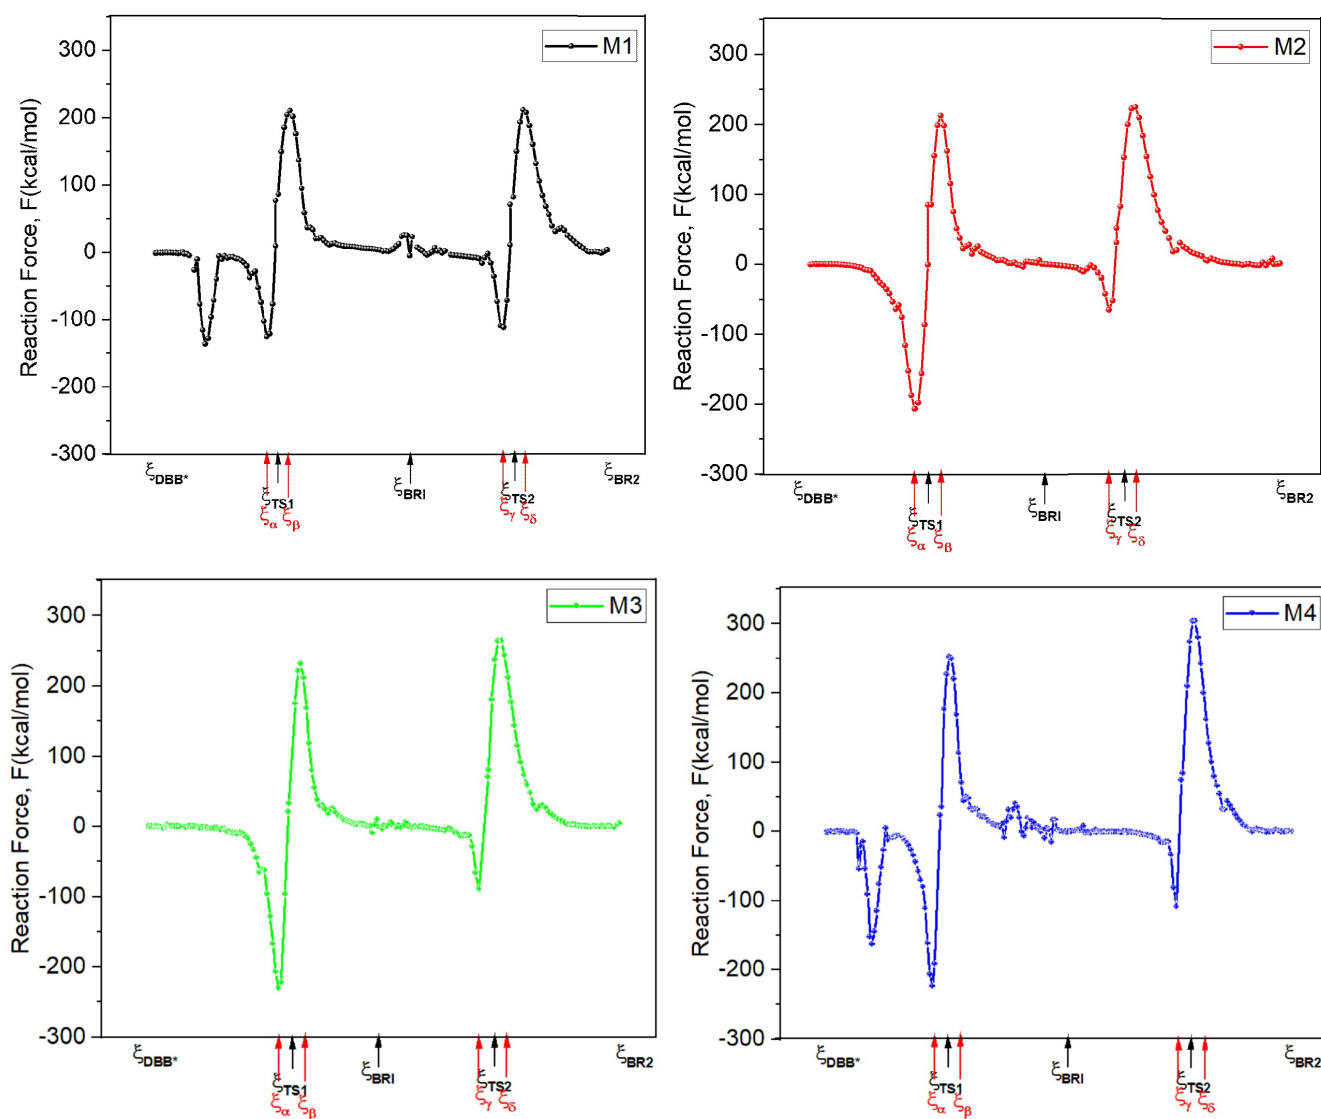 M1
Reaction Force, F(kcal/mol)
300
200
100
0
-100
-200
-300
ξDBB*
ξTS1
ξα ξβ
ξBRI
ξTS2
ξγ ξδ
ξBR2
M2
Reaction Force, F(kcal/mol)
300
200
100
0
-100
-200
-300
ξDBB*
ξTS1
ξα ξβ
ξBRI
ξTS2
ξγ ξδ
ξBR2
M3
Reaction Force, F(kcal/mol)
300
200
100
0
-100
-200
-300
ξDBB*
ξTS1
ξα ξβ
ξBRI
ξTS2
ξγ ξδ
ξBR2
M4
Reaction Force, F(kcal/mol)
300
200
100
0
-100
-200
-300
ξDBB*
ξTS1
ξα ξβ
ξBRI
ξTS2
ξγ ξδ
ξBR2